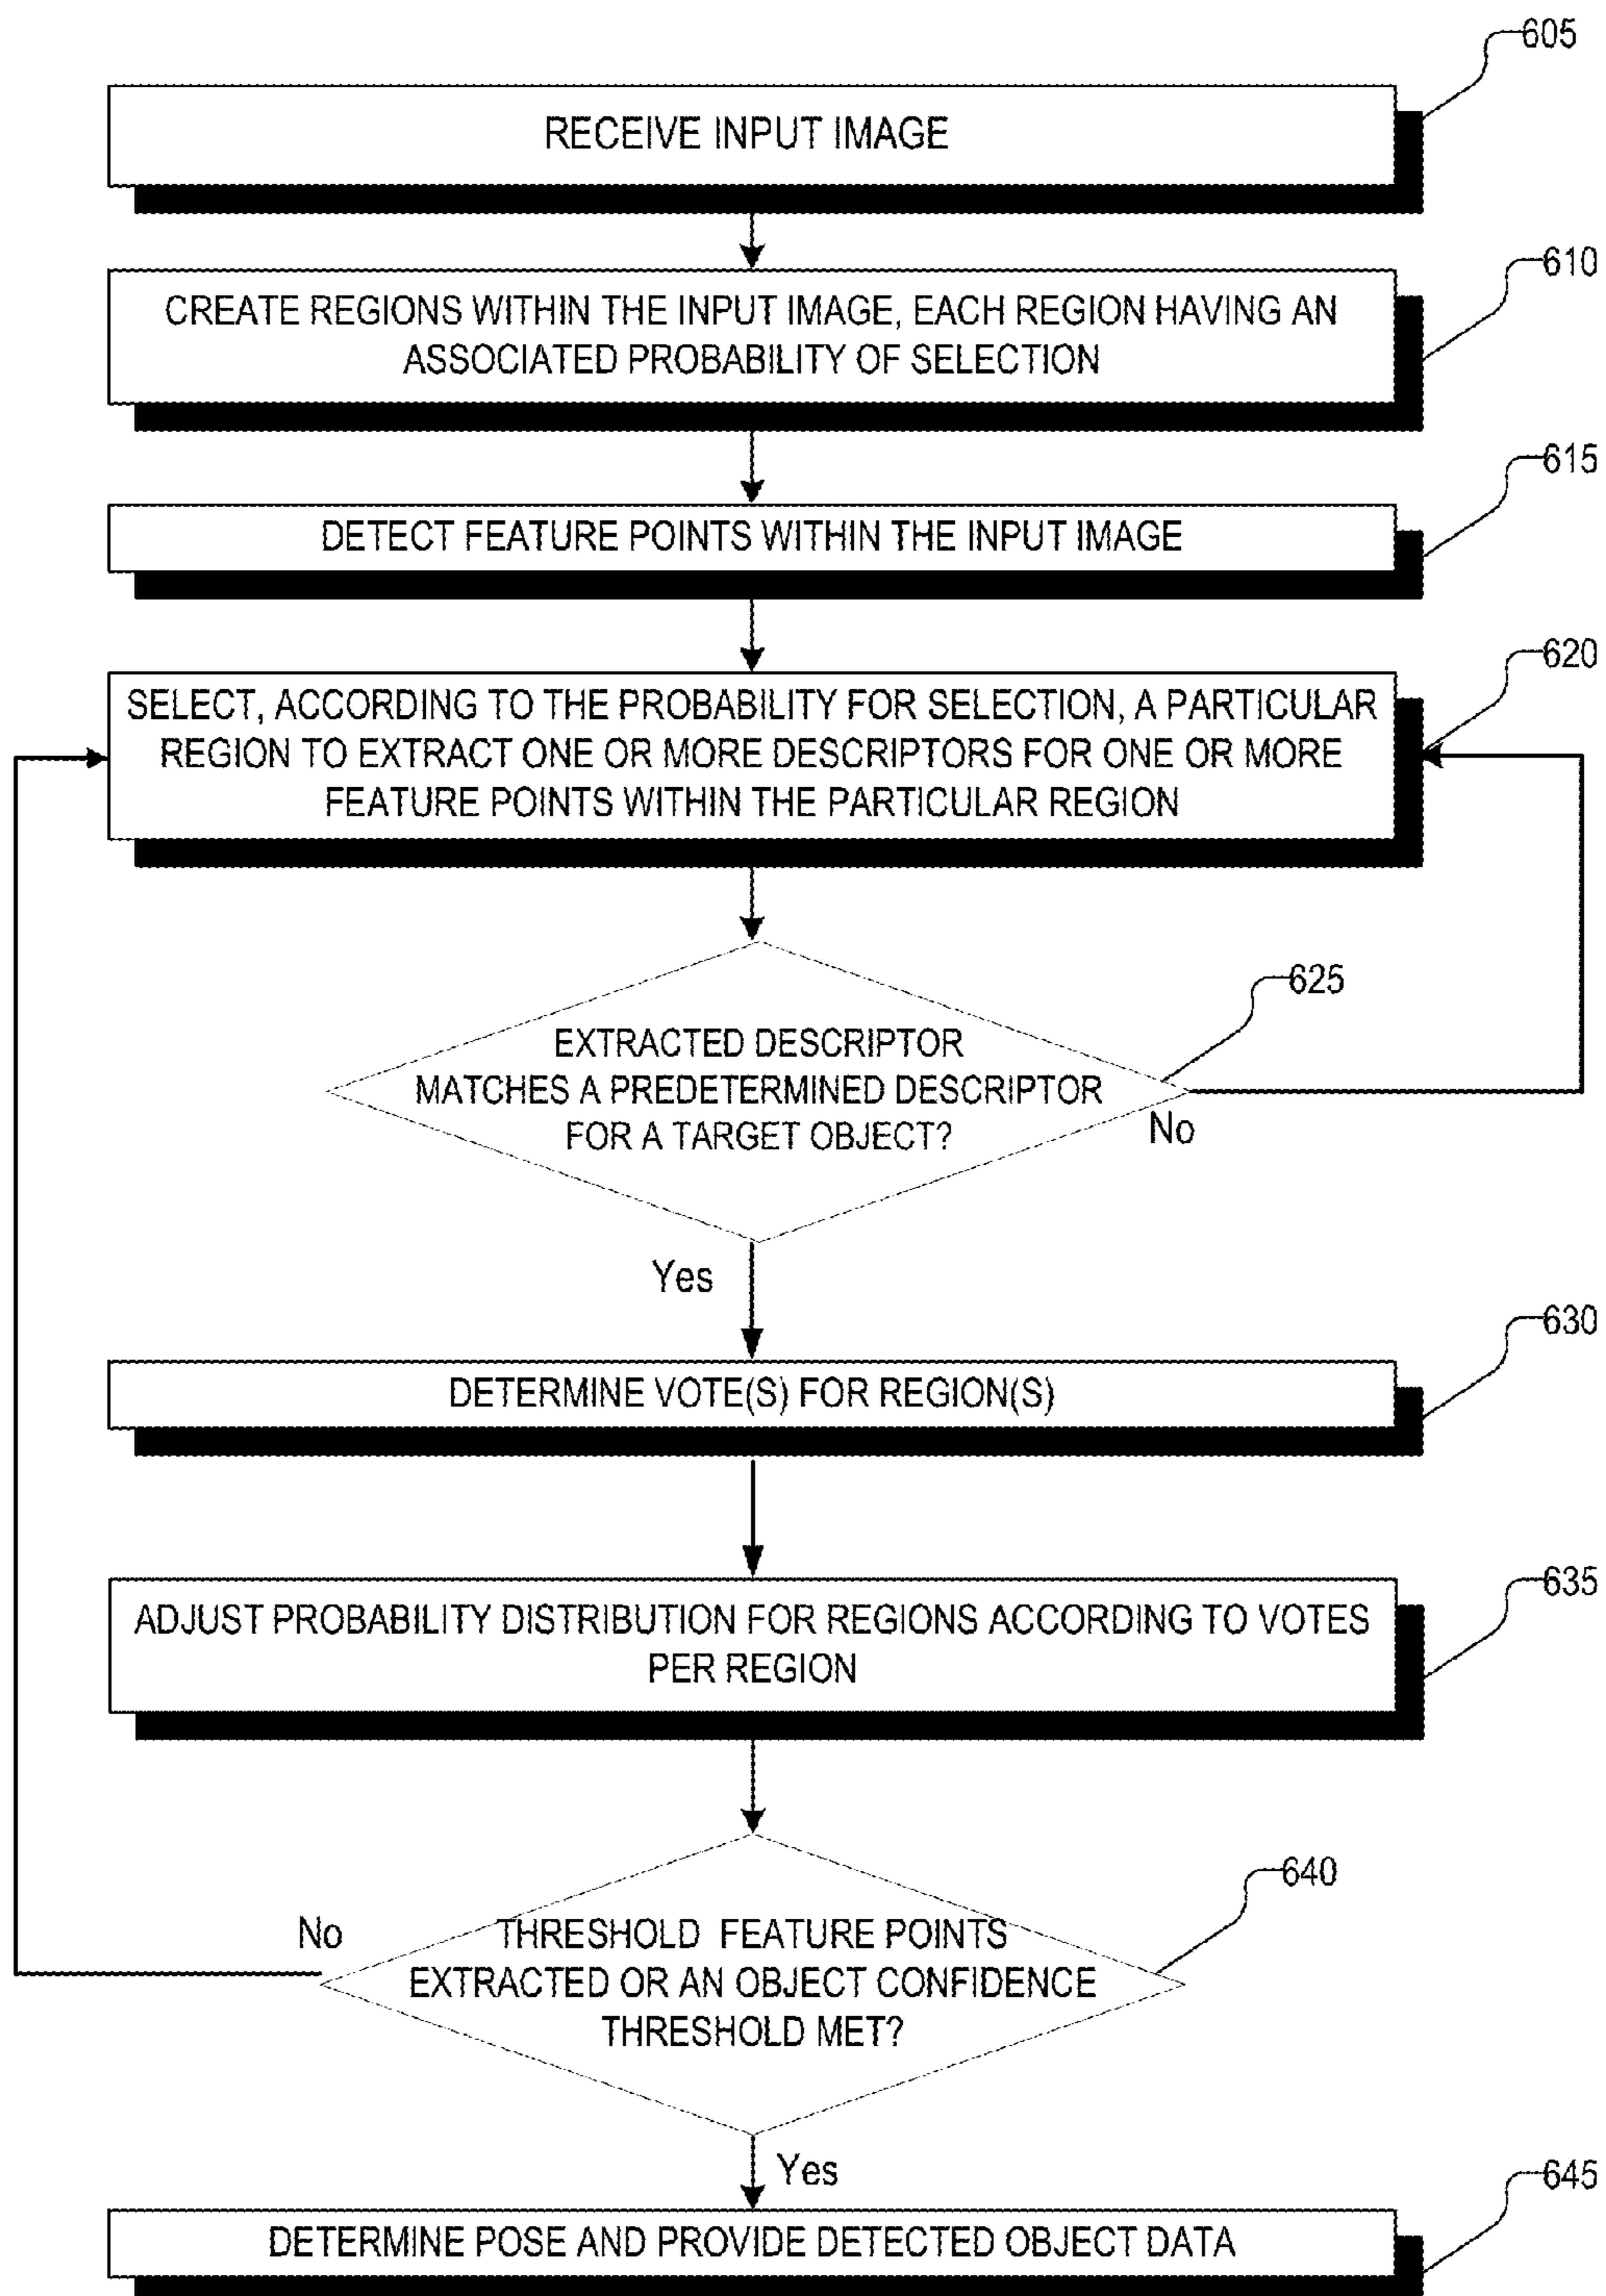 605
RECEIVE INPUT IMAGE
610
CREATE REGIONS WITHIN THE INPUT IMAGE, EACH REGION HAVING AN
ASSOCIATED PROBABILITY OF SELECTION
615
DETECT FEATURE POINTS WITHIN THE INPUT IMAGE
620
SELECT, ACCORDING TO THE PROBABILITY FOR SELECTION, A PARTICULAR
REGION TO EXTRACT ONE OR MORE DESCRIPTORS FOR ONE OR MORE
FEATURE POINTS WITHIN THE PARTICULAR REGION
625
EXTRACTED DESCRIPTOR
MATCHES A PREDETERMINED DESCRIPTOR
FOR A TARGET OBJECT?
No
Yes
630
DETERMINE VOTE(S) FOR REGION(S)
635
ADJUST PROBABILITY DISTRIBUTION FOR REGIONS ACCORDING TO VOTES
PER REGION
640
No
THRESHOLD FEATURE POINTS
EXTRACTED OR AN OBJECT CONFIDENCE
THRESHOLD MET?
Yes
645
DETERMINE POSE AND PROVIDE DETECTED OBJECT DATA